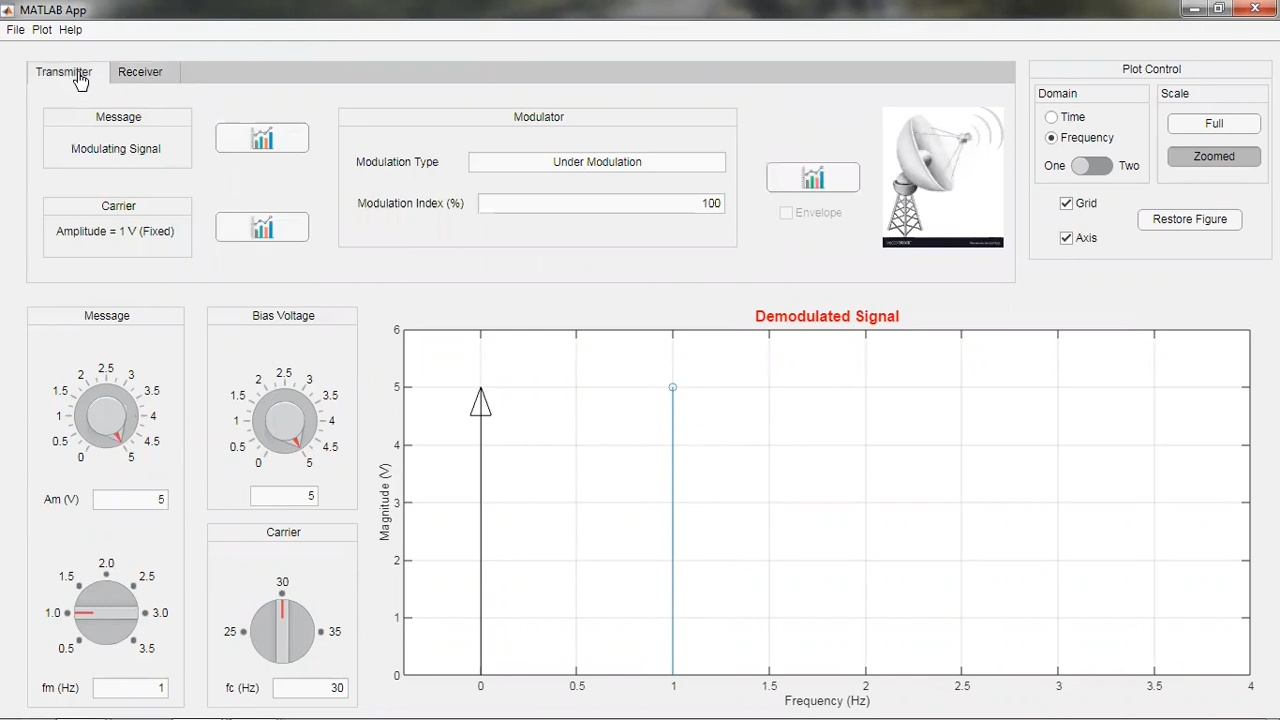 MATLAB App
File Plot Help
Transmitter Receiver
Message
Modulating Signal
Carrier
Amplitude = 1 V (Fixed)
Modulator
Modulation Type Under Modulation
Modulation Index (%) 100
Envelope
Plot Control
Domain
Time
Frequency
One Two
Scale
Full
Zoomed
Grid
Axis
Restore Figure
Message
0 0.5 1 1.5 2 2.5 3 3.5 4 4.5 5
Am (V) 5
0.5 1.0 1.5 2.0 2.5 3.0 3.5
fm (Hz) 1
Bias Voltage
0 0.5 1 1.5 2 2.5 3 3.5 4 4.5 5
5
Carrier
25 30 35
fc (Hz) 30
Demodulated Signal
Magnitude (V)
6
5
4
3
2
1
0
0 0.5 1 1.5 2 2.5 3 3.5 4
Frequency (Hz)